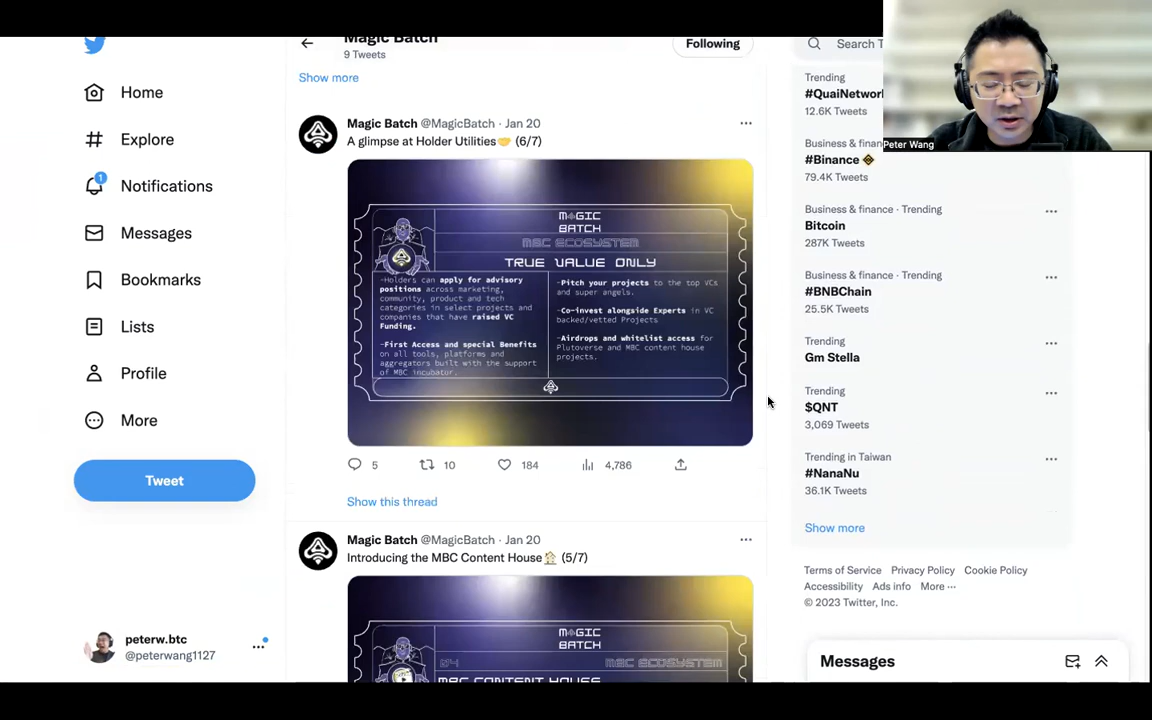 Magic Batch
9 Tweets
Following
Search T
Home
Explore
1
Notifications
Messages
Bookmarks
Lists
Profile
More
Tweet
peterw.btc
@peterwang1127
Show more
Magic Batch @MagicBatch · Jan 20
A glimpse at Holder Utilities🤝 (6/7)
MAGIC
BATCH
MBC ECOSYSTEM
TRUE VALUE ONLY
-Holders can apply for advisory
positions across marketing,
community, product and tech
categories in select projects and
companies that have raised VC
Funding.
-First Access and special Benefits
on all tools, platforms and
aggregators built with the support
of MBC incubator.
-Pitch your projects to the top VCs
and super angels.
-Co-invest alongside Experts in VC
backed/vetted Projects
-Airdrops and whitelist access for
Plutoverse and MBC content house
projects.
5
10
184
4,786
Show this thread
Magic Batch @MagicBatch · Jan 20
Introducing the MBC Content House🏠 (5/7)
MAGIC
BATCH
MBC ECOSYSTEM
MBC CONTENT HOUSE
Trending
#QuaiNetwor
12.6K Tweets
Peter Wang
#Binance
79.4K Tweets
Business & finance · Trending
Bitcoin
287K Tweets
Business & finance · Trending
#BNBChain
25.5K Tweets
Trending
Gm Stella
Trending
$QNT
3,069 Tweets
Trending in Taiwan
#NanaNu
36.1K Tweets
Show more
Terms of Service Privacy Policy Cookie Policy
Accessibility Ads info More ···
© 2023 Twitter, Inc.
Messages